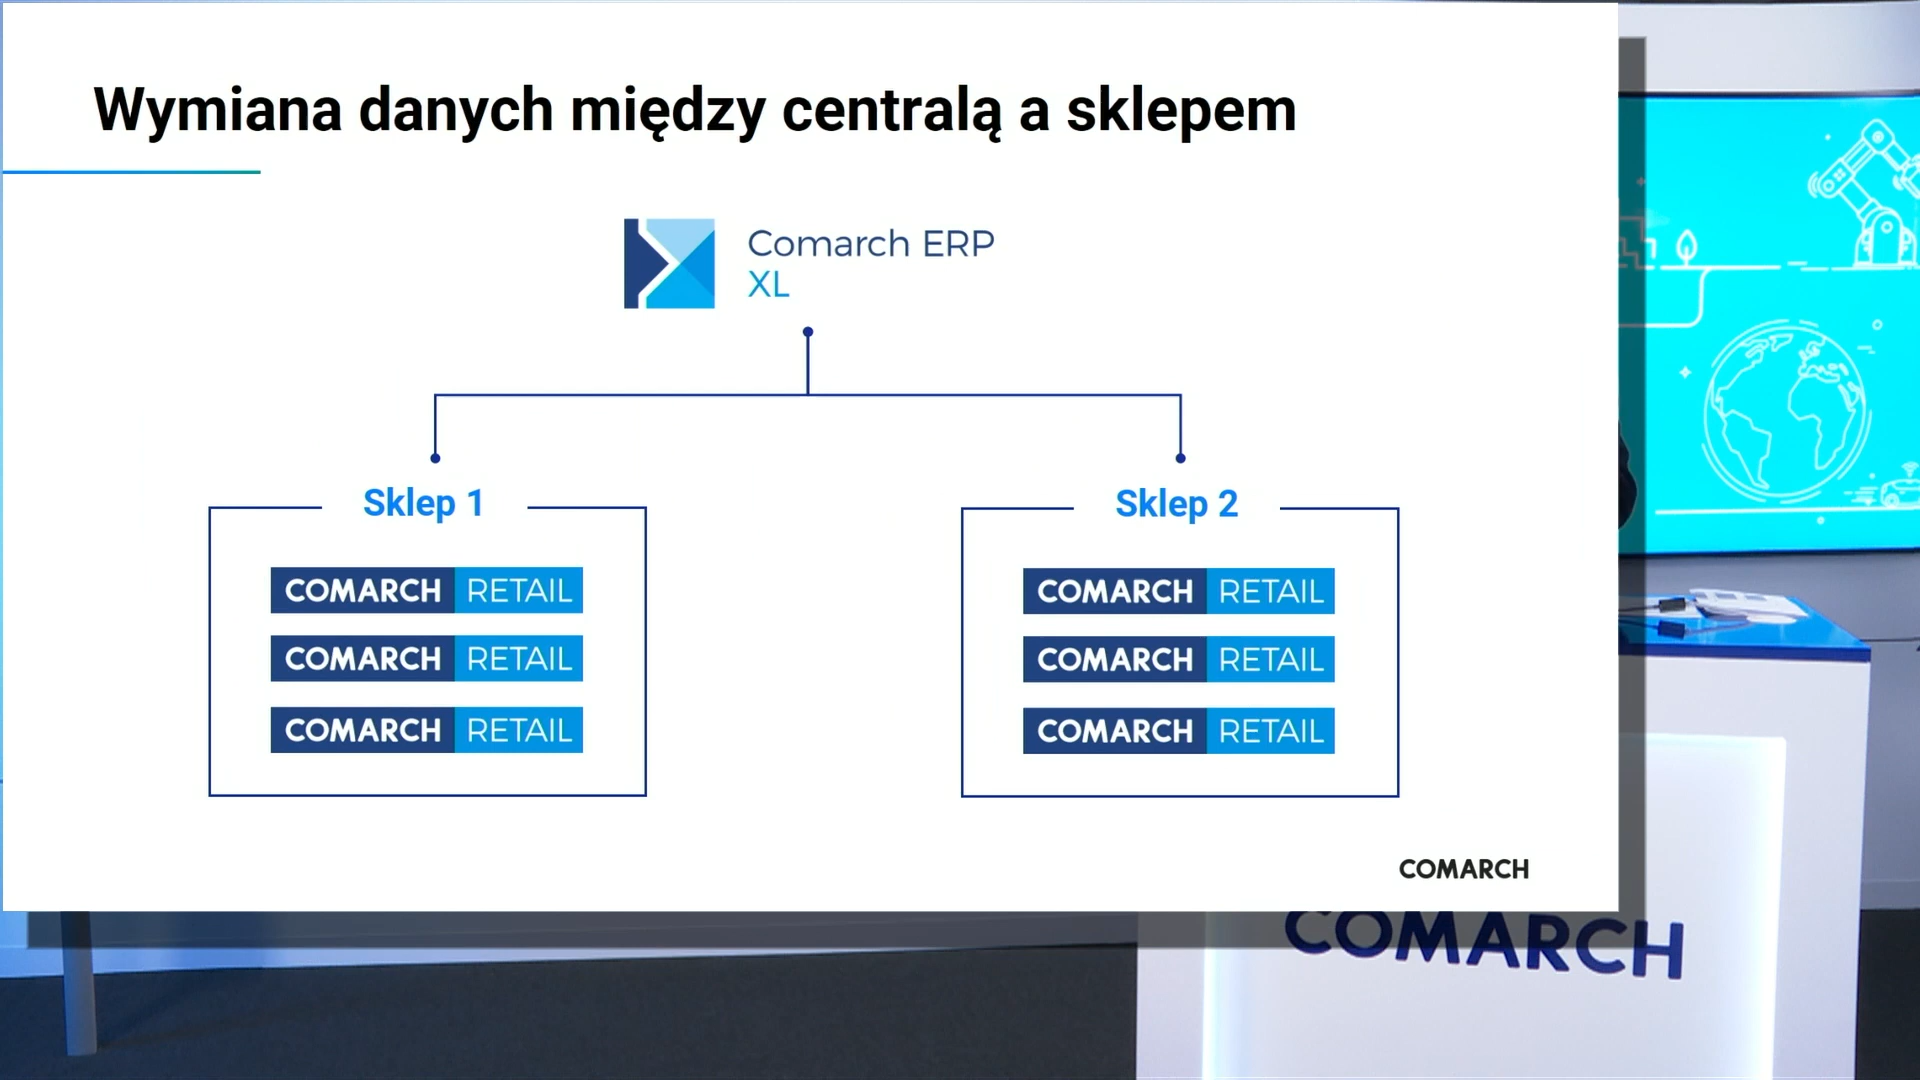 Wymiana danych między centralą a sklepem
Comarch ERP
XL
Sklep 1
COMARCH RETAIL
COMARCH RETAIL
COMARCH RETAIL
Sklep 2
COMARCH RETAIL
COMARCH RETAIL
COMARCH RETAIL
COMARCH
COMARCH